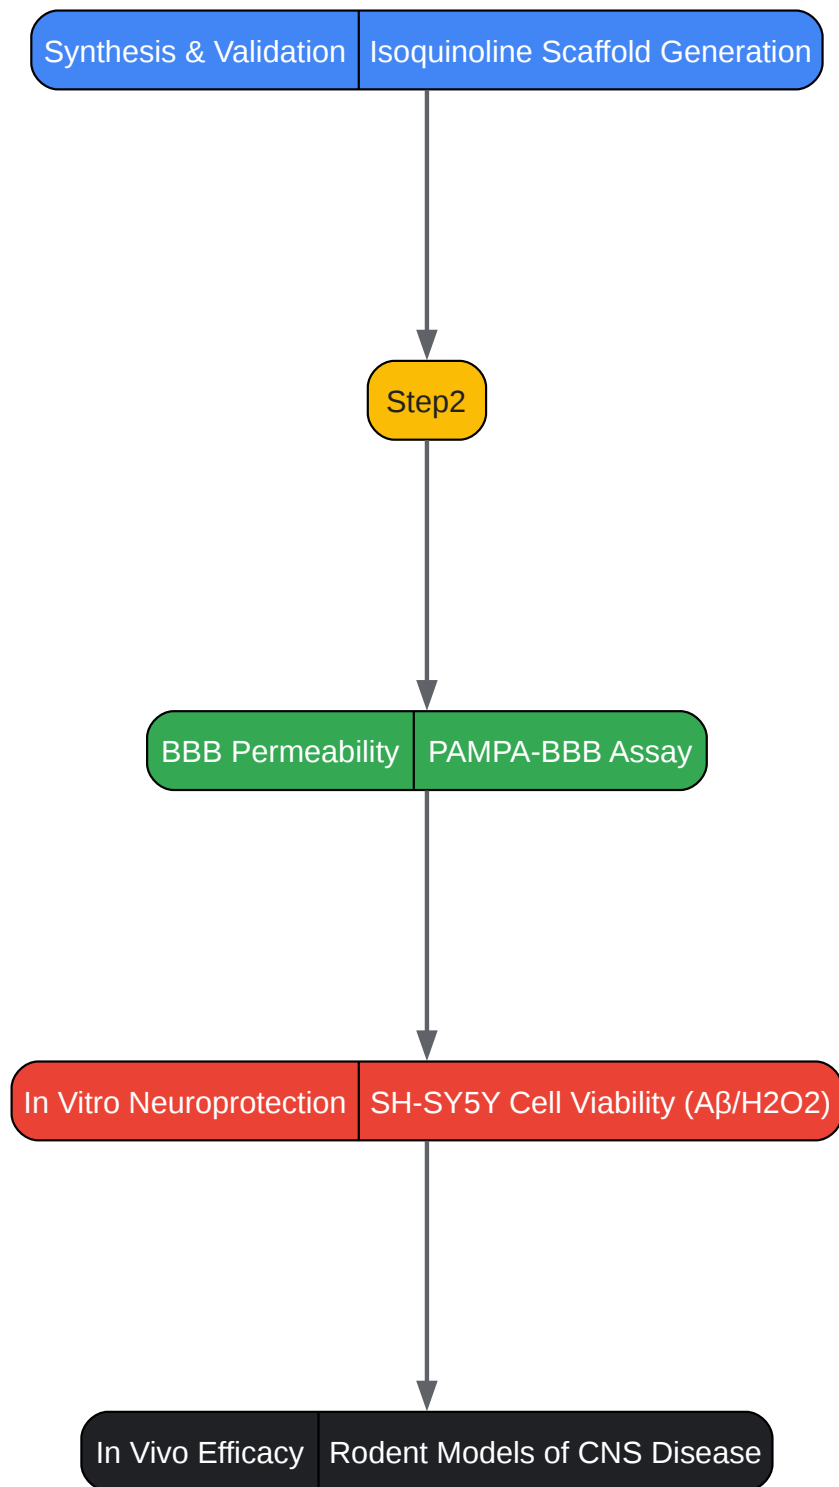 Synthesis & Validation Isoquinoline Scaffold Generation
Step2
BBB Permeability PAMPA-BBB Assay
In Vitro Neuroprotection SH-SY5Y Cell Viability (Aβ/H2O2)
In Vivo Efficacy Rodent Models of CNS Disease